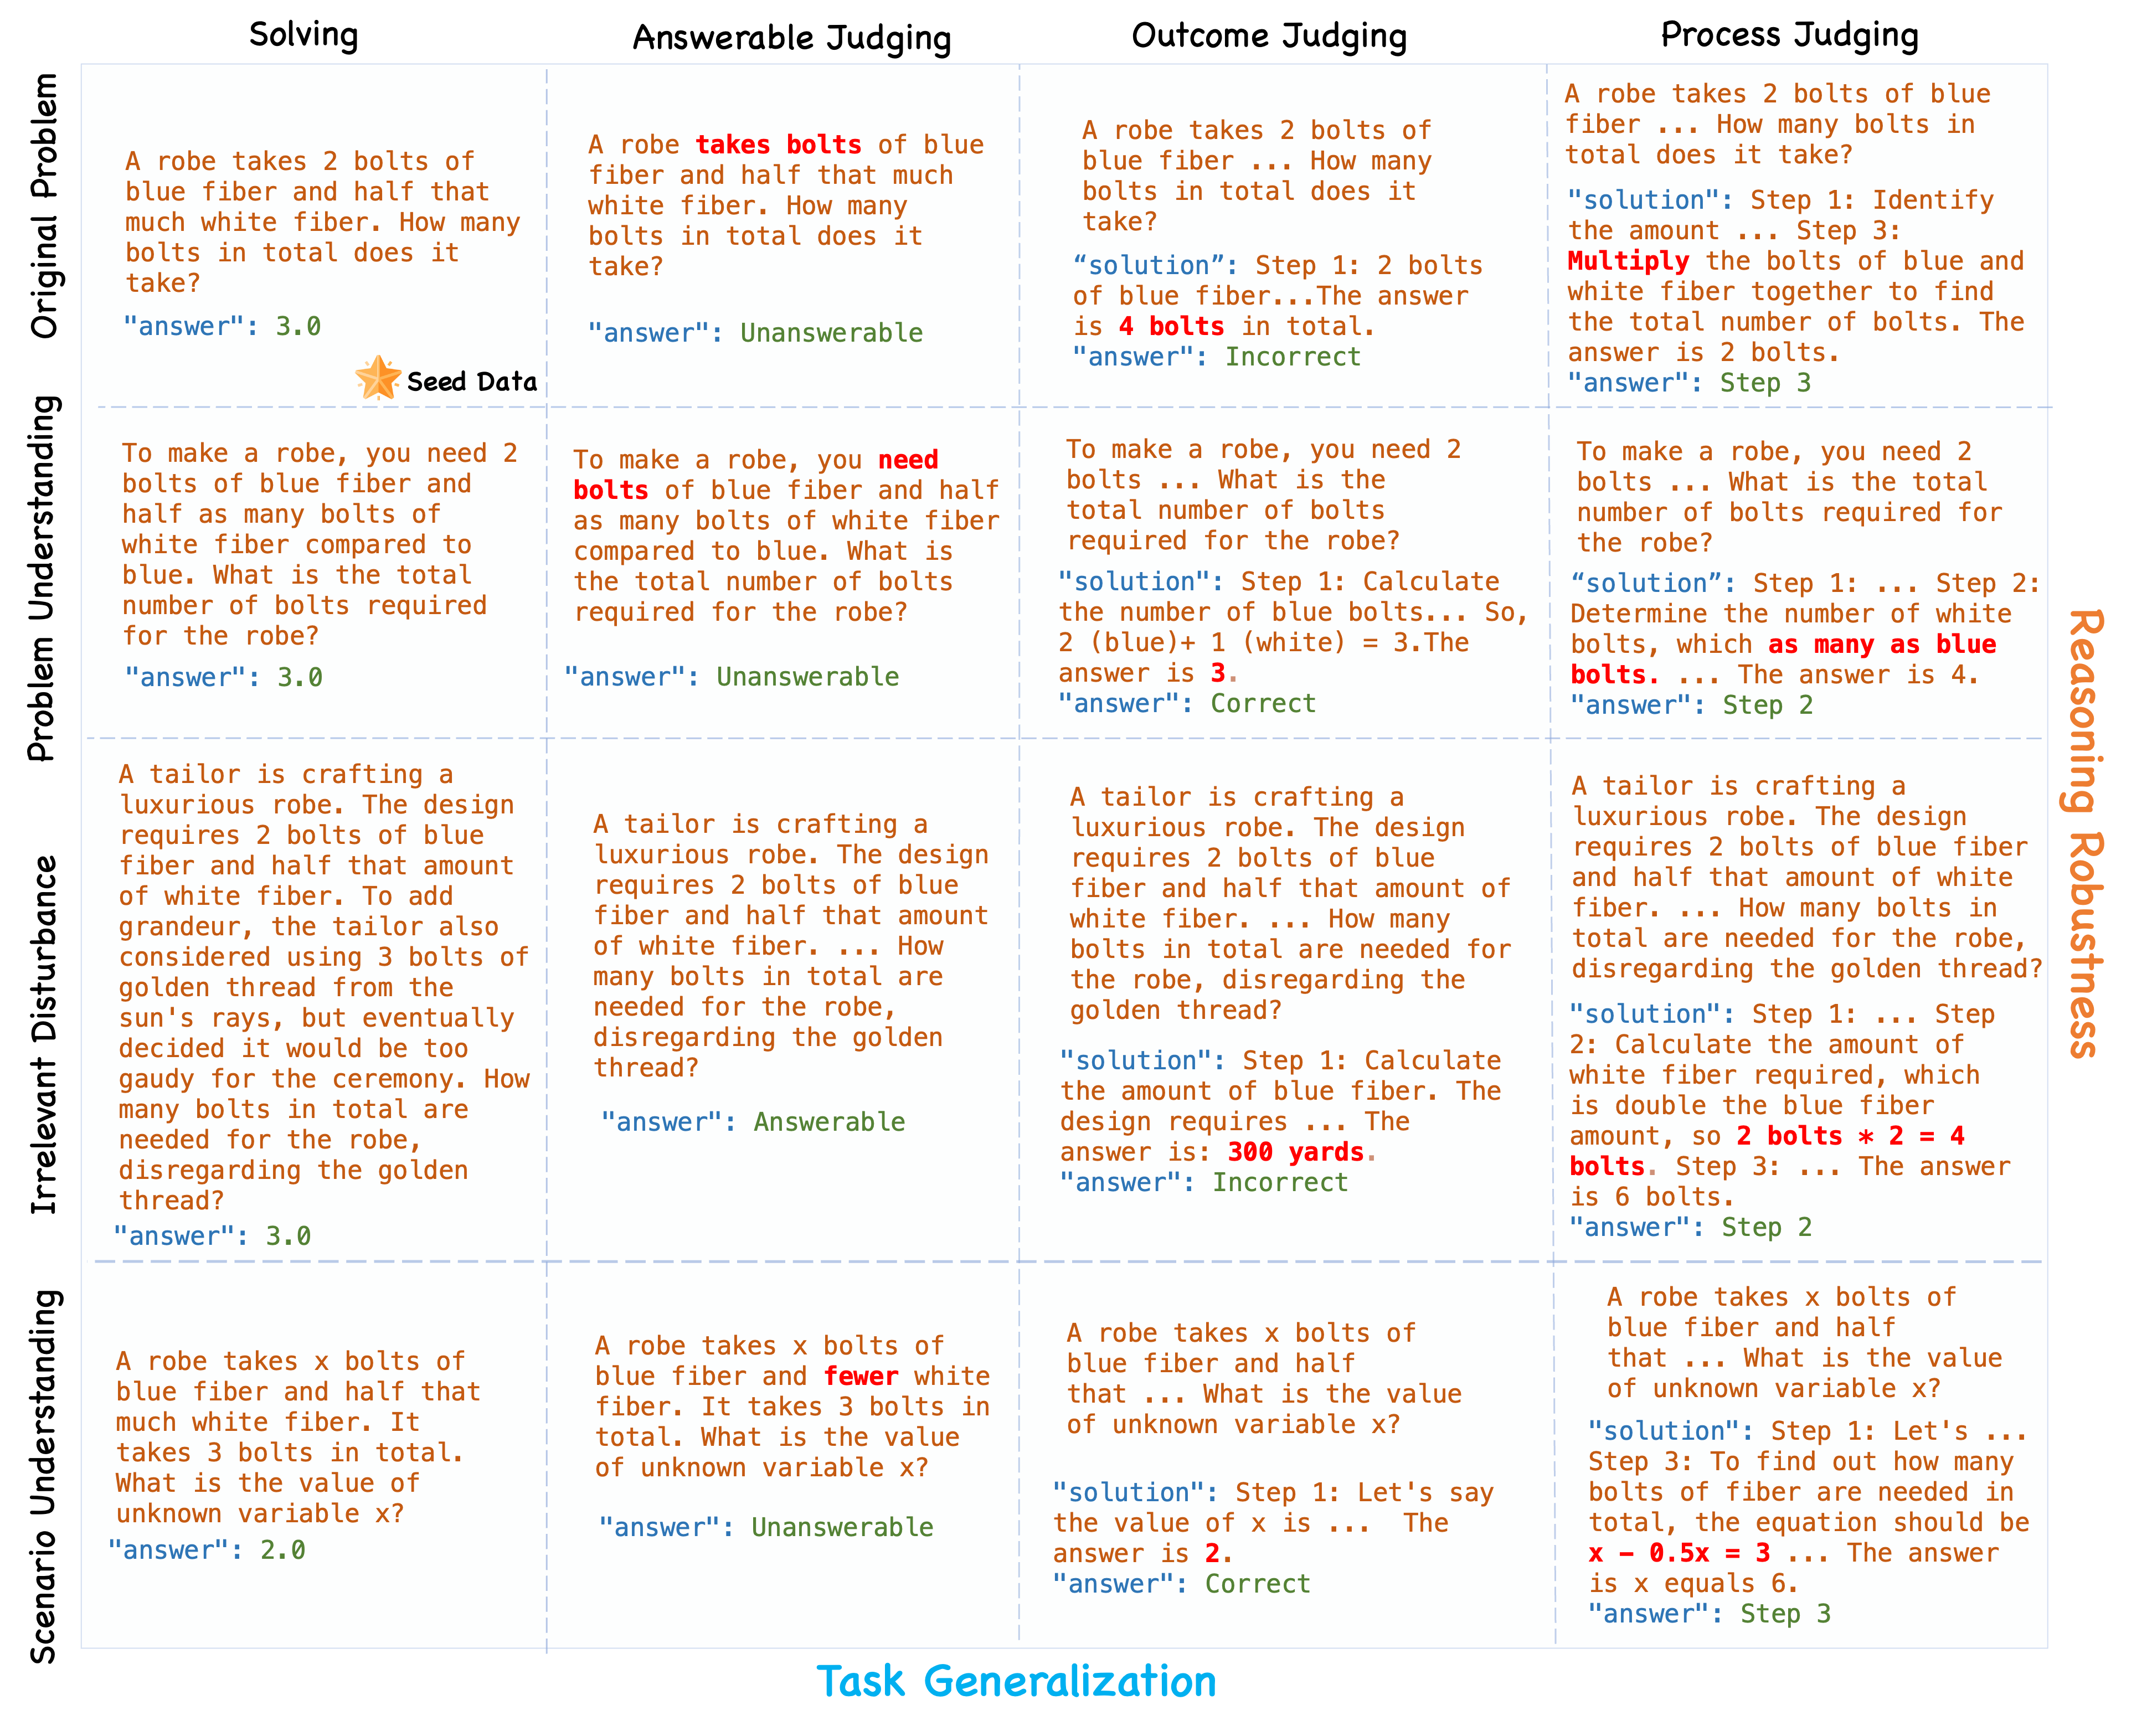 Solving
Answerable Judging
Outcome Judging
Process Judging
Original Problem
A robe takes 2 bolts of
blue fiber and half that
much white fiber. How many
bolts in total does it
take?
"answer": 3.0
Seed Data
A robe takes bolts of blue
fiber and half that much
white fiber. How many
bolts in total does it
take?
"answer": Unanswerable
A robe takes 2 bolts of
blue fiber ... How many
bolts in total does it
take?
“solution”: Step 1: 2 bolts
of blue fiber...The answer
is 4 bolts in total.
"answer": Incorrect
A robe takes 2 bolts of blue
fiber ... How many bolts in
total does it take?
"solution": Step 1: Identify
the amount ... Step 3:
Multiply the bolts of blue and
white fiber together to find
the total number of bolts. The
answer is 2 bolts.
"answer": Step 3
Problem Understanding
To make a robe, you need 2
bolts of blue fiber and
half as many bolts of
white fiber compared to
blue. What is the total
number of bolts required
for the robe?
"answer": 3.0
To make a robe, you need
bolts of blue fiber and half
as many bolts of white fiber
compared to blue. What is
the total number of bolts
required for the robe?
"answer": Unanswerable
To make a robe, you need 2
bolts ... What is the
total number of bolts
required for the robe?
"solution": Step 1: Calculate
the number of blue bolts... So,
2 (blue)+ 1 (white) = 3.The
answer is 3.
"answer": Correct
To make a robe, you need 2
bolts ... What is the total
number of bolts required for
the robe?
“solution”: Step 1: ... Step 2:
Determine the number of white
bolts, which as many as blue
bolts. ... The answer is 4.
"answer": Step 2
Irrelevant Disturbance
A tailor is crafting a
luxurious robe. The design
requires 2 bolts of blue
fiber and half that amount
of white fiber. To add
grandeur, the tailor also
considered using 3 bolts of
golden thread from the
sun's rays, but eventually
decided it would be too
gaudy for the ceremony. How
many bolts in total are
needed for the robe,
disregarding the golden
thread?
"answer": 3.0
A tailor is crafting a
luxurious robe. The design
requires 2 bolts of blue
fiber and half that amount
of white fiber. ... How
many bolts in total are
needed for the robe,
disregarding the golden
thread?
"answer": Answerable
A tailor is crafting a
luxurious robe. The design
requires 2 bolts of blue
fiber and half that amount of
white fiber. ... How many
bolts in total are needed for
the robe, disregarding the
golden thread?
"solution": Step 1: Calculate
the amount of blue fiber. The
design requires ... The
answer is: 300 yards.
"answer": Incorrect
A tailor is crafting a
luxurious robe. The design
requires 2 bolts of blue fiber
and half that amount of white
fiber. ... How many bolts in
total are needed for the robe,
disregarding the golden thread?
"solution": Step 1: ... Step
2: Calculate the amount of
white fiber required, which
is double the blue fiber
amount, so 2 bolts * 2 = 4
bolts. Step 3: ... The answer
is 6 bolts.
"answer": Step 2
Scenario Understanding
A robe takes x bolts of
blue fiber and half that
much white fiber. It
takes 3 bolts in total.
What is the value of
unknown variable x?
"answer": 2.0
A robe takes x bolts of
blue fiber and fewer white
fiber. It takes 3 bolts in
total. What is the value
of unknown variable x?
"answer": Unanswerable
A robe takes x bolts of
blue fiber and half
that ... What is the value
of unknown variable x?
"solution": Step 1: Let's say
the value of x is ... The
answer is 2.
"answer": Correct
A robe takes x bolts of
blue fiber and half
that ... What is the value
of unknown variable x?
"solution": Step 1: Let's ...
Step 3: To find out how many
bolts of fiber are needed in
total, the equation should be
x - 0.5x = 3 ... The answer
is x equals 6.
"answer": Step 3
Reasoning Robustness
Task Generalization